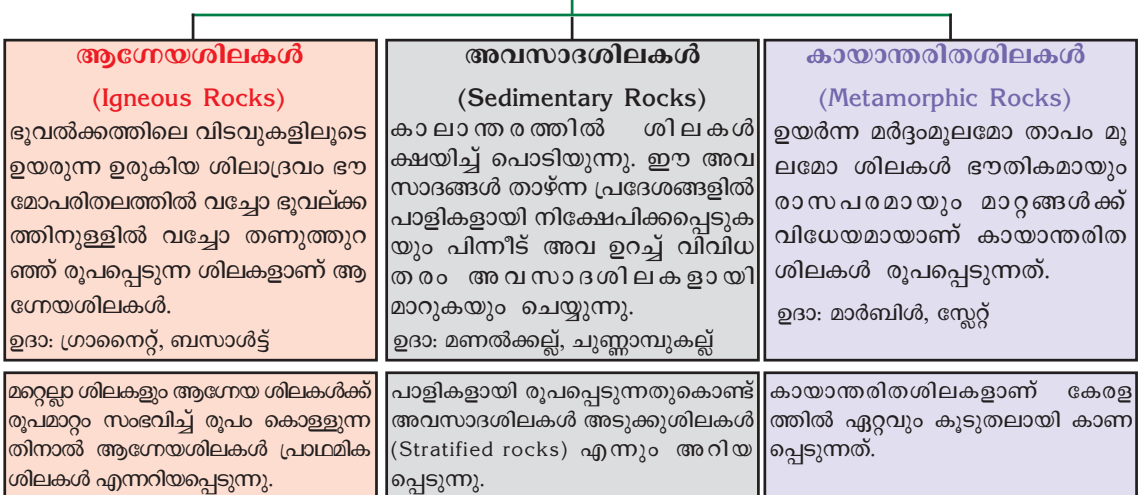 ആഗ്നേയശിലകൾ
(Igneous Rocks)
ഭൂവൽക്കത്തിലെ വിടവുകളിലൂടെ
ഉയരുന്ന ഉരുകിയ ശിലാദ്രവം ഭൗ
മോപരിതലത്തിൽ വച്ചോ ഭൂവല്ക്ക
ത്തിനുള്ളിൽ വച്ചോ തണുത്തുറ
ഞ്ഞ് രൂപപ്പെടുന്ന ശിലകളാണ് ആ
ഗ്നേയശിലകൾ.
ഉദാ: ഗ്രാനൈറ്റ്, ബസാൾട്ട്
അവസാദശിലകൾ
(Sedimentary Rocks)
കാലാന്തരത്തിൽ ശിലകൾ
ക്ഷയിച്ച് പൊടിയുന്നു. ഈ അവ
സാദങ്ങൾ താഴ്ന്ന പ്രദേശങ്ങളിൽ
പാളികളായി നിക്ഷേപിക്കപ്പെടുക
യും പിന്നീട് അവ ഉറച്ച് വിവിധ
തരം അവസാദശിലകളായി
മാറുകയും ചെയ്യുന്നു.
ഉദാ: മണൽക്കല്ല്, ചുണ്ണാമ്പുകല്ല്
കായാന്തരിതശിലകൾ
(Metamorphic Rocks)
ഉയർന്ന മർദ്ദംമൂലമോ താപം മൂ
ലമോ ശിലകൾ ഭൗതികമായും
രാസപരമായും മാറ്റങ്ങൾക്ക്
വിധേയമായാണ് കായാന്തരിത
ശിലകൾ രൂപപ്പെടുന്നത്.
ഉദാ: മാർബിൾ, സ്ലേറ്റ്
മറ്റെല്ലാ ശിലകളും ആഗ്നേയ ശിലകൾക്ക്
രൂപമാറ്റം സംഭവിച്ച് രൂപം കൊള്ളുന്ന
തിനാൽ ആഗ്നേയശിലകൾ പ്രാഥമിക
ശിലകൾ എന്നറിയപ്പെടുന്നു.
പാളികളായി രൂപപ്പെടുന്നതുകൊണ്ട്
അവസാദശിലകൾ അടുക്കുശിലകൾ
(Stratified rocks) എന്നും അറിയ
പ്പെടുന്നു.
കായാന്തരിതശിലകളാണ് കേരള
ത്തിൽ ഏറ്റവും കൂടുതലായി കാണ
പ്പെടുന്നത്.